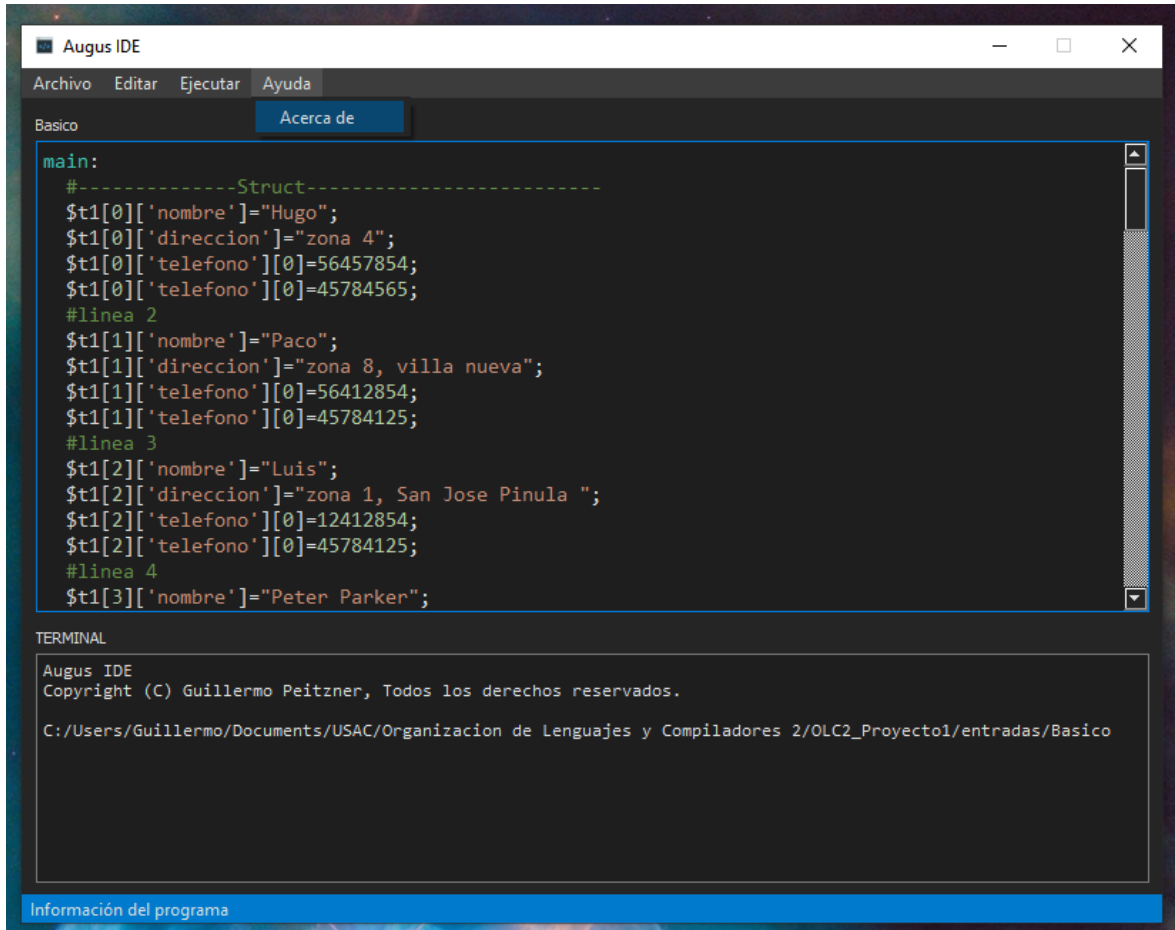 Augus IDE
Archivo Editar Ejecutar Ayuda
Acerca de
Basico
main:
#--------------Struct--------------------------
$t1[0]['nombre']="Hugo";
$t1[0]['direccion']="zona 4";
$t1[0]['telefono'][0]=56457854;
$t1[0]['telefono'][0]=45784565;
#linea 2
$t1[1]['nombre']="Paco";
$t1[1]['direccion']="zona 8, villa nueva";
$t1[1]['telefono'][0]=56412854;
$t1[1]['telefono'][0]=45784125;
#linea 3
$t1[2]['nombre']="Luis";
$t1[2]['direccion']="zona 1, San Jose Pinula ";
$t1[2]['telefono'][0]=12412854;
$t1[2]['telefono'][0]=45784125;
#linea 4
$t1[3]['nombre']="Peter Parker";
TERMINAL
Augus IDE
Copyright (C) Guillermo Peitzner, Todos los derechos reservados.
C:/Users/Guillermo/Documents/USAC/Organizacion de Lenguajes y Compiladores 2/OLC2_Proyecto1/entradas/Basico
Información del programa